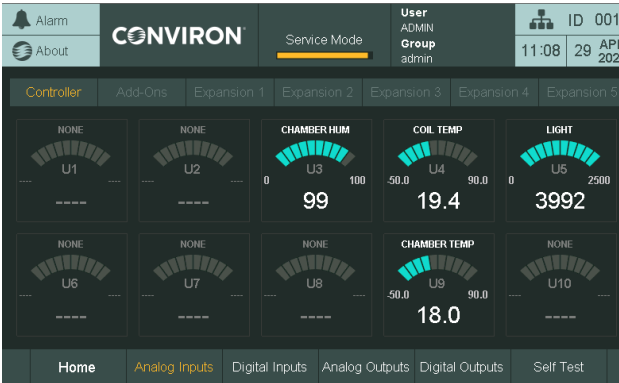 Alarm
About
CONVIRON
Service Mode
User
ADMIN
Group
admin
ID 001
11:08 29
Controller Add-Ons Expansion 1 Expansion 2 Expansion 3 Expansion 4 Expansion 5
NONE NONE CHAMBER HUM COIL TEMP LIGHT
U1 U2 U3 U4 U5
---- ---- ---- ---- 0 100 -50.0 90.0 0 2500
---- ---- 99 19.4 3992
NONE NONE NONE CHAMBER TEMP NONE
U6 U7 U8 U9 U10
---- ---- ---- ---- ---- ---- -50.0 90.0 ---- ----
---- ---- ---- 18.0 ----
Home Analog Inputs Digital Inputs Analog Outputs Digital Outputs Self Test